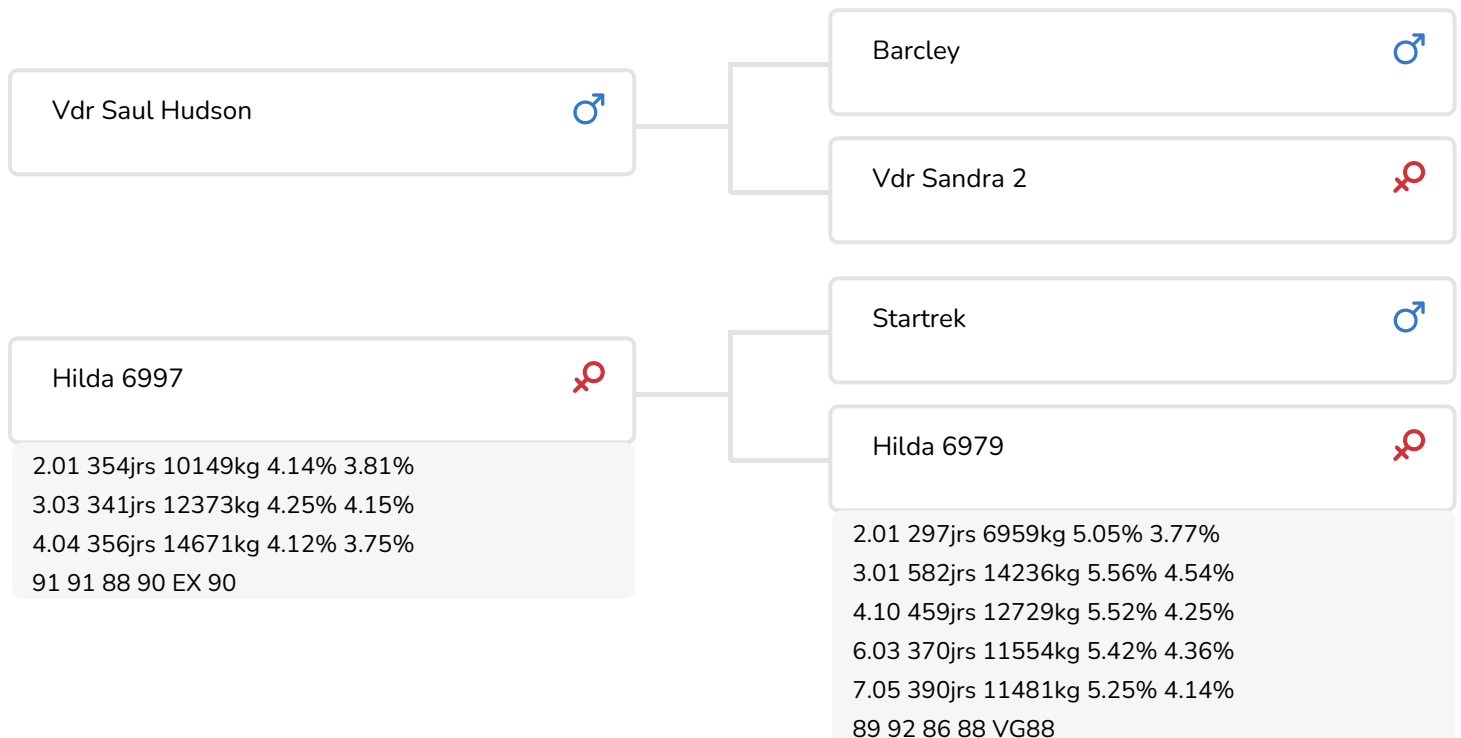 Vdr Saul Hudson
Barcley
Vdr Sandra 2
Hilda 6997
2.01 354jrs 10149kg 4.14% 3.81%
3.03 341jrs 12373kg 4.25% 4.15%
4.04 356jrs 14671kg 4.12% 3.75%
91 91 88 90 EX 90
Startrek
Hilda 6979
2.01 297jrs 6959kg 5.05% 3.77%
3.01 582jrs 14236kg 5.56% 4.54%
4.10 459jrs 12729kg 5.52% 4.25%
6.03 370jrs 11554kg 5.42% 4.36%
7.05 390jrs 11481kg 5.25% 4.14%
89 92 86 88 VG88